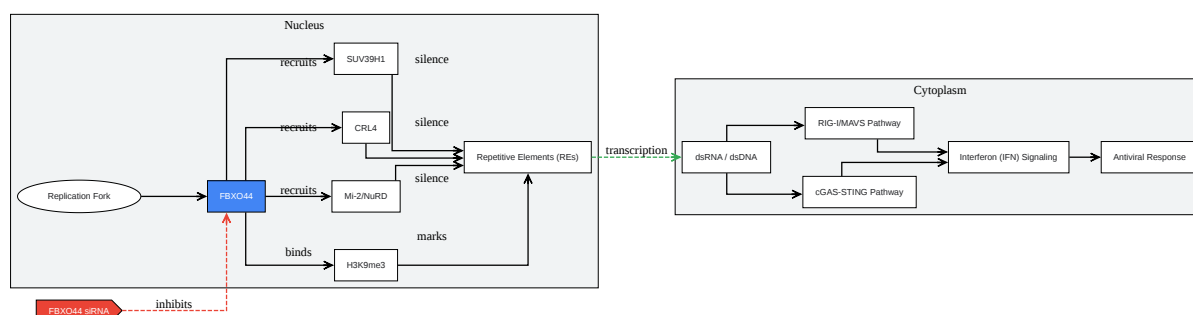 Nucleus
SUV39H1
recruits
silence
CRL4
recruits
silence
Repetitive Elements (REs)
Replication Fork
FBXO44
recruits
Mi-2/NuRD
silence
binds
H3K9me3
marks
FBXO44 siRNA
inhibits
transcription
Cytoplasm
dsRNA / dsDNA
RIG-I/MAVS Pathway
cGAS-STING Pathway
Interferon (IFN) Signaling
Antiviral Response